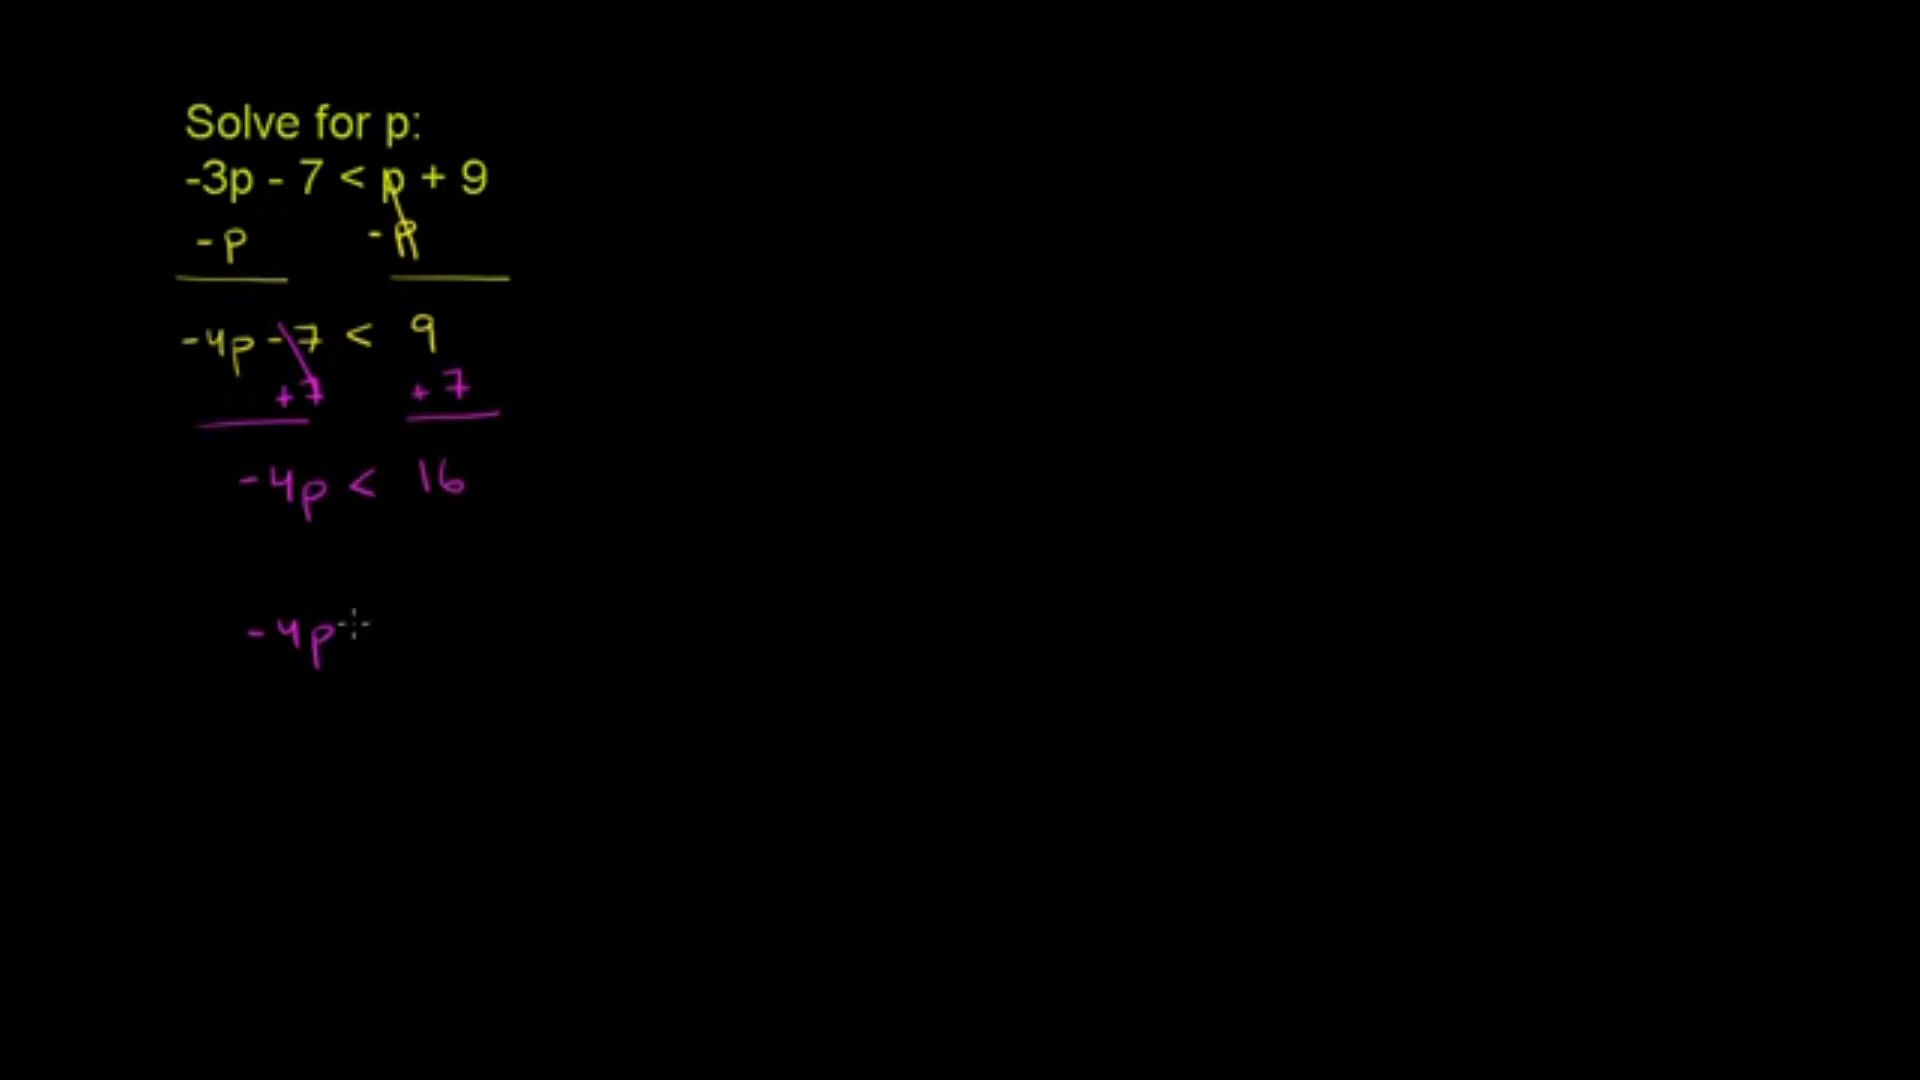 Solve for p:
-3p - 7 < p + 9
-p -p
-4p -7 < 9
+7 +7
-4p < 16
-4p